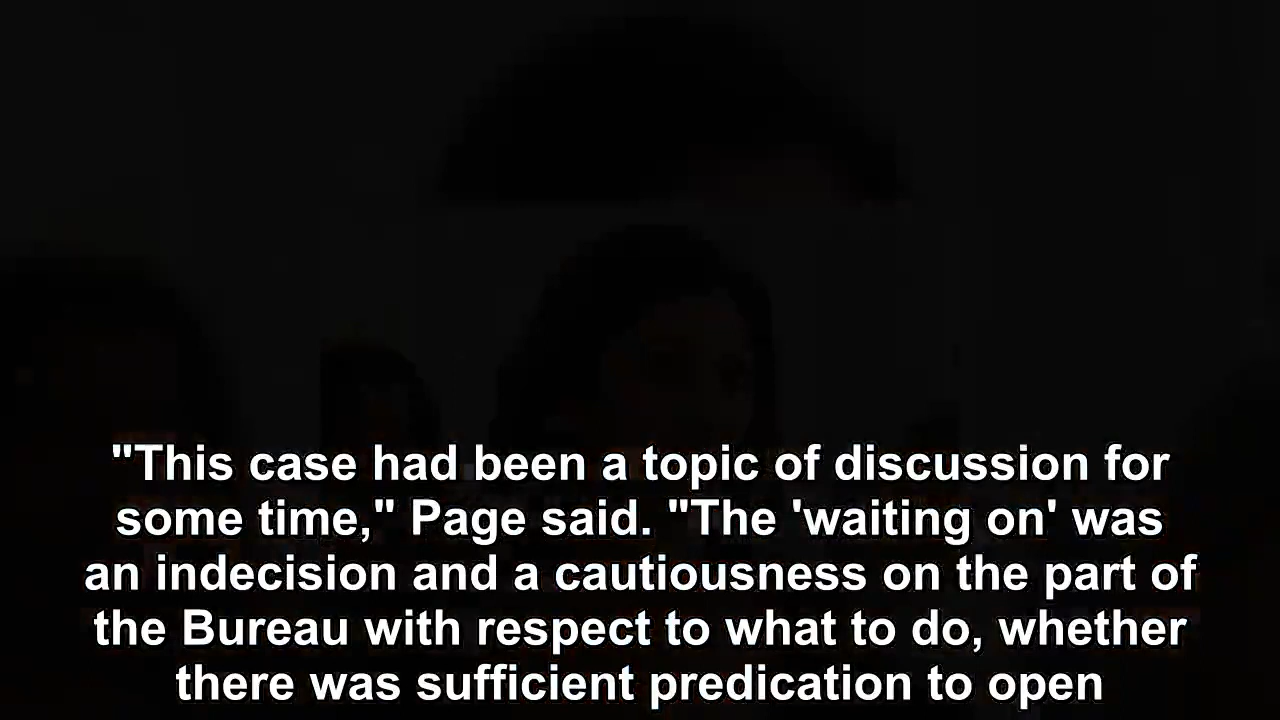 "This case had been a topic of discussion for
some time," Page said. "The 'waiting on' was
an indecision and a cautiousness on the part of
the Bureau with respect to what to do, whether
there was sufficient predication to open